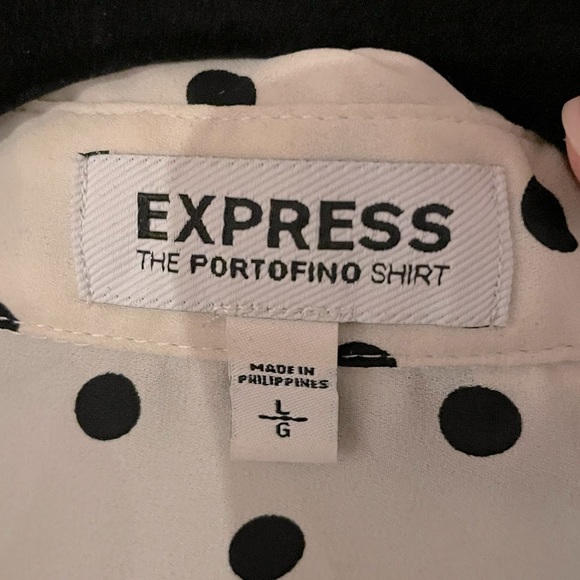 EXPRESS
THE PORTOFINO SHIRT
MADE IN
PHILIPPINES
L
G